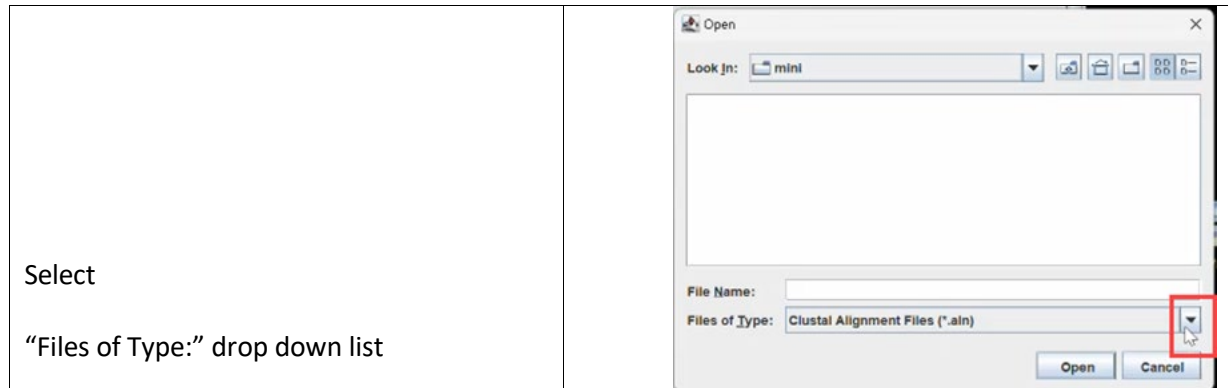 Select
“Files of Type:” drop down list
Open
Look In: mini
File Name:
Files of Type: Clustal Alignment Files (*.aln)
Open Cancel